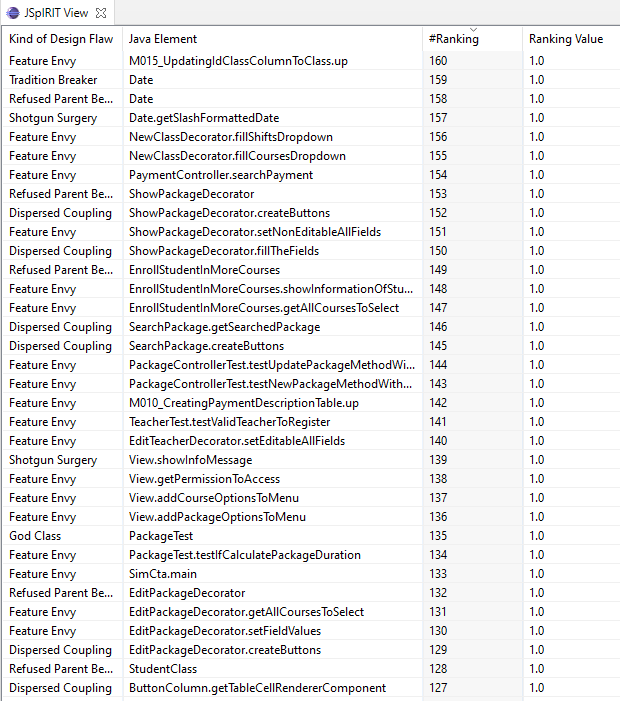 JSpIRIT View
Kind of Design Flaw Java Element #Ranking Ranking Value
Feature Envy M015_UpdatingIdClassColumnToClass.up 160 1.0
Tradition Breaker Date 159 1.0
Refused Parent Be... Date 158 1.0
Shotgun Surgery Date.getSlashFormattedDate 157 1.0
Feature Envy NewClassDecorator.fillShiftsDropdown 156 1.0
Feature Envy NewClassDecorator.fillCoursesDropdown 155 1.0
Feature Envy PaymentController.searchPayment 154 1.0
Refused Parent Be... ShowPackageDecorator 153 1.0
Dispersed Coupling ShowPackageDecorator.createButtons 152 1.0
Feature Envy ShowPackageDecorator.setNonEditableAllFields 151 1.0
Dispersed Coupling ShowPackageDecorator.fillTheFields 150 1.0
Refused Parent Be... EnrollStudentInMoreCourses 149 1.0
Feature Envy EnrollStudentInMoreCourses.showInformationOfStu... 148 1.0
Feature Envy EnrollStudentInMoreCourses.getAllCoursesToSelect 147 1.0
Dispersed Coupling SearchPackage.getSearchedPackage 146 1.0
Dispersed Coupling SearchPackage.createButtons 145 1.0
Feature Envy PackageControllerTest.testUpdatePackageMethodWi... 144 1.0
Feature Envy PackageControllerTest.testNewPackageMethodWith... 143 1.0
Feature Envy M010_CreatingPaymentDescriptionTable.up 142 1.0
Feature Envy TeacherTest.testValidTeacherToRegister 141 1.0
Feature Envy EditTeacherDecorator.setEditableAllFields 140 1.0
Shotgun Surgery View.showInfoMessage 139 1.0
Feature Envy View.getPermissionToAccess 138 1.0
Feature Envy View.addCourseOptionsToMenu 137 1.0
Feature Envy View.addPackageOptionsToMenu 136 1.0
God Class PackageTest 135 1.0
Feature Envy PackageTest.testIfCalculatePackageDuration 134 1.0
Feature Envy SimCta.main 133 1.0
Refused Parent Be... EditPackageDecorator 132 1.0
Feature Envy EditPackageDecorator.getAllCoursesToSelect 131 1.0
Feature Envy EditPackageDecorator.setFieldValues 130 1.0
Dispersed Coupling EditPackageDecorator.createButtons 129 1.0
Refused Parent Be... StudentClass 128 1.0
Dispersed Coupling ButtonColumn.getTableCellRendererComponent 127 1.0